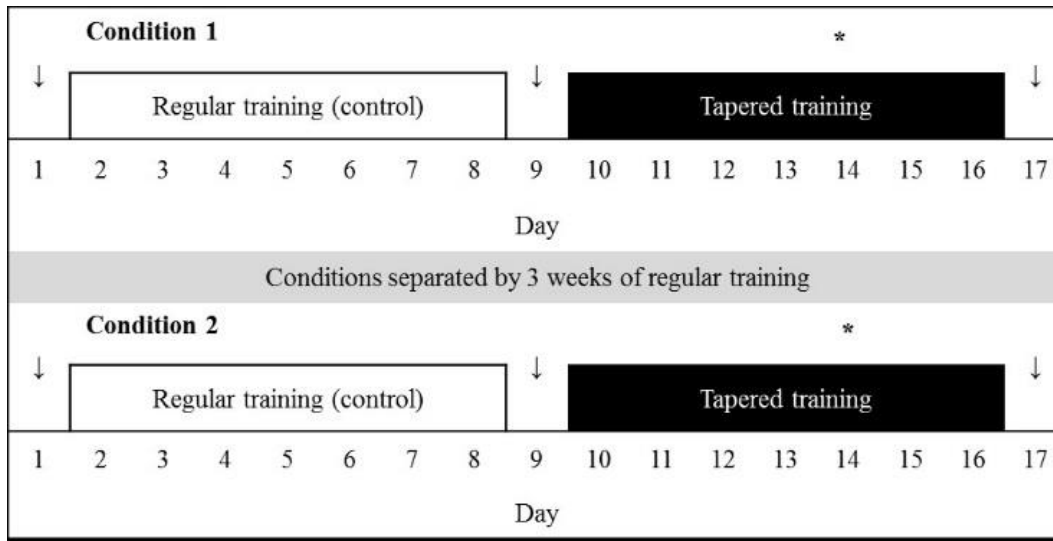 Condition 1
*
↓ ↓ ↓
Regular training (control) Tapered training
1 2 3 4 5 6 7 8 9 10 11 12 13 14 15 16 17
Day
Conditions separated by 3 weeks of regular training
Condition 2
*
↓ ↓ ↓
Regular training (control) Tapered training
1 2 3 4 5 6 7 8 9 10 11 12 13 14 15 16 17
Day